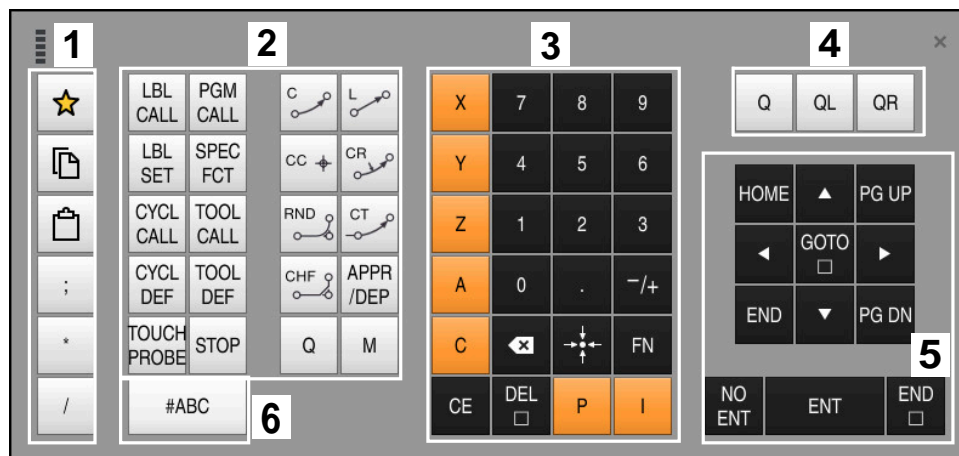 1
2
3
4
×
LBL CALL
PGM CALL
C
L
X
7
8
9
Q
QL
QR
LBL SET
SPEC FCT
CC
CR
Y
4
5
6
HOME
▲
PG UP
CYCL CALL
TOOL CALL
RND
CT
Z
1
2
3
◀
GOTO □
▶
;
CYCL DEF
TOOL DEF
CHF
APPR /DEP
A
0
.
−/+
END
▼
PG DN
*
TOUCH PROBE
STOP
Q
M
C
FN
5
/
#ABC
6
CE
DEL □
P
I
NO ENT
ENT
END □